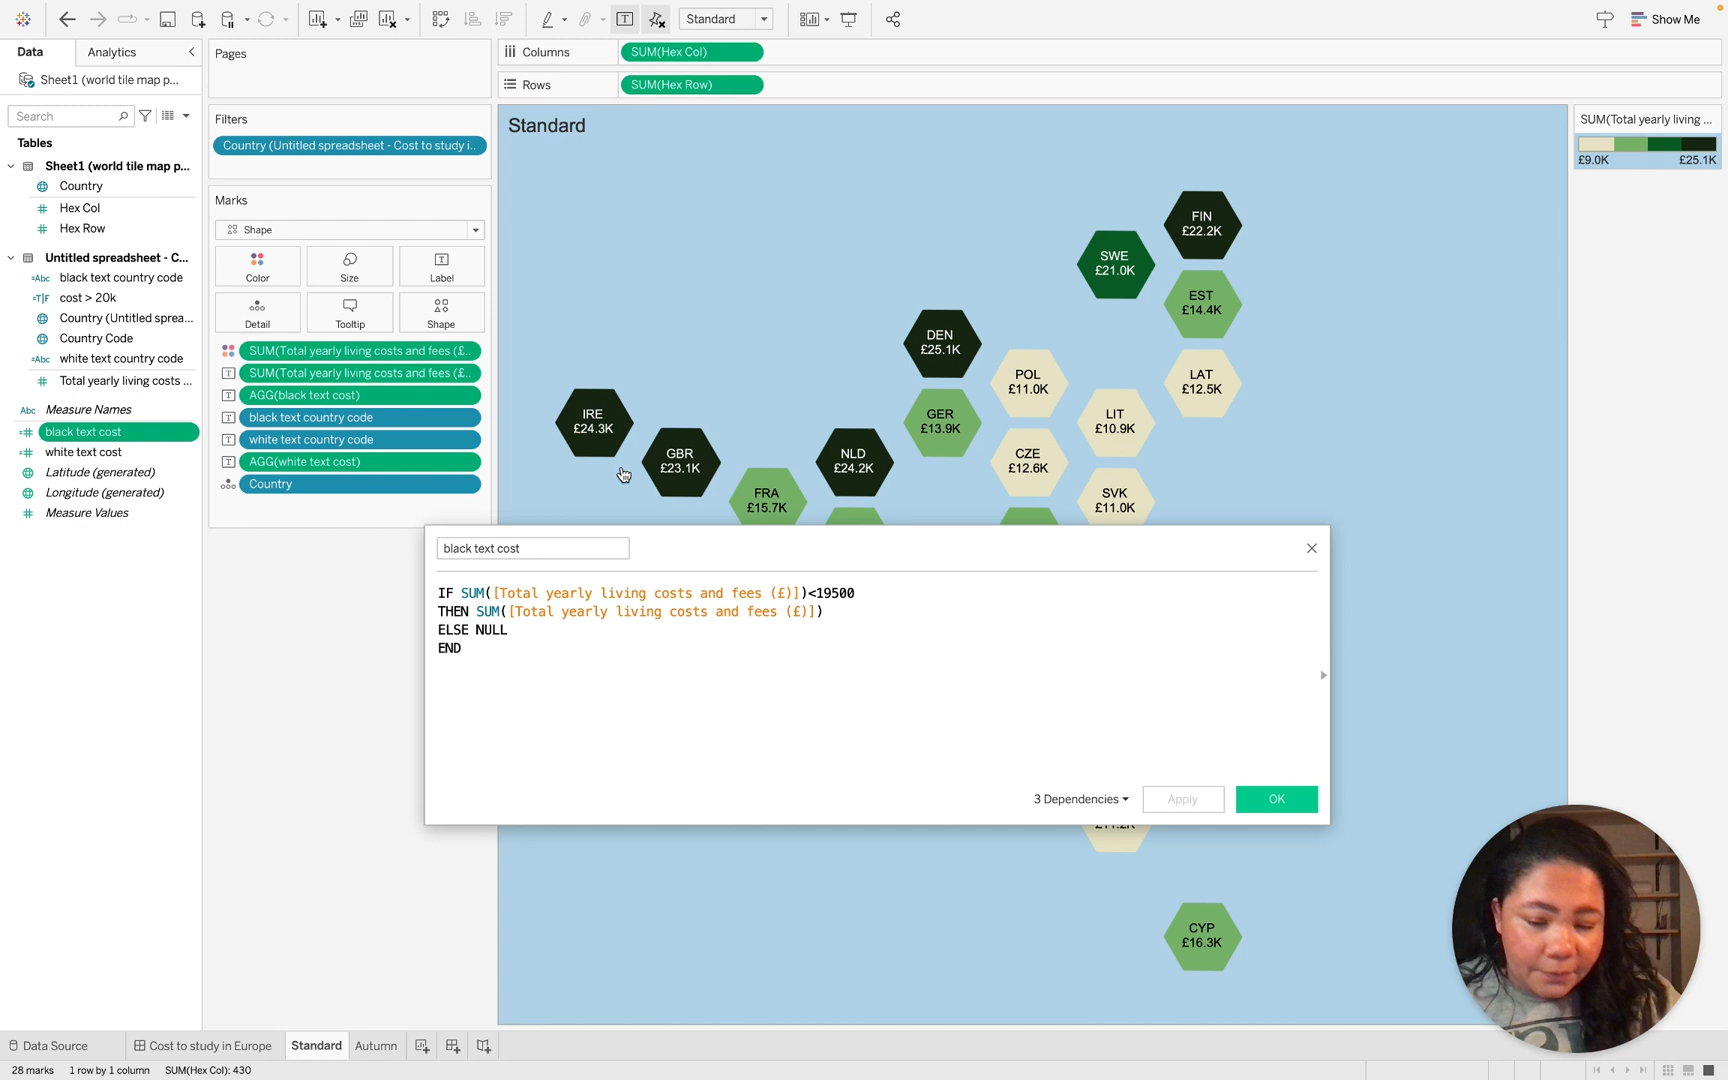 Standard
Show Me
Data
Analytics
Pages
Columns
SUM(Hex Col)
Sheet1 (world tile map p...
Rows
SUM(Hex Row)
Search
Filters
Country (Untitled spreadsheet - Cost to study i..
Standard
SUM(Total yearly living ...
£9.0K
£25.1K
Tables
Sheet1 (world tile map p...
Country
Hex Col
Hex Row
Untitled spreadsheet - C...
Abc
black text country code
T|F
cost > 20k
Country (Untitled sprea...
Country Code
Abc
white text country code
Total yearly living costs ...
Abc
Measure Names
black text cost
white text cost
Latitude (generated)
Longitude (generated)
Measure Values
Marks
Shape
Color
Size
Label
Detail
Tooltip
Shape
SUM(Total yearly living costs and fees (£..
SUM(Total yearly living costs and fees (£..
AGG(black text cost)
black text country code
white text country code
AGG(white text cost)
Country
FIN
£22.2K
SWE
£21.0K
EST
£14.4K
DEN
£25.1K
POL
£11.0K
LAT
£12.5K
IRE
£24.3K
GER
£13.9K
LIT
£10.9K
GBR
£23.1K
NLD
£24.2K
CZE
£12.6K
FRA
£15.7K
SVK
£11.0K
black text cost
IF SUM([Total yearly living costs and fees (£)])<19500
THEN SUM([Total yearly living costs and fees (£)])
ELSE NULL
END
3 Dependencies
Apply
OK
£11.2K
CYP
£16.3K
Data Source
Cost to study in Europe
Standard
Autumn
28 marks
1 row by 1 column
SUM(Hex Col): 430